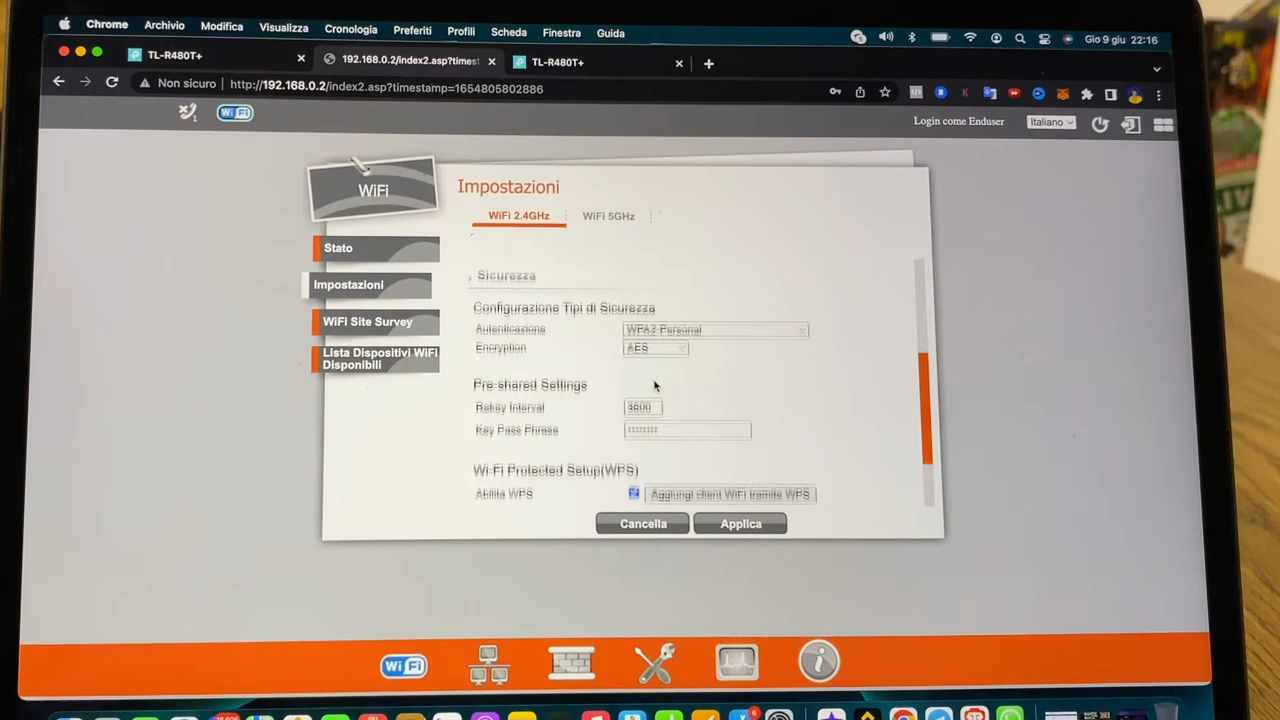 Chrome Archivio Modifica Visualizza Cronologia Preferiti Profili Scheda Finestra Guida Gio 9 giu 22:16
TL-R480T+ 192.168.0.2/index2.asp?timest TL-R480T+
Non sicuro http://192.168.0.2/index2.asp?timestamp=1654805802886
WiFi Login come Enduser Italiano
WiFi
Impostazioni
WiFi 2.4GHz WiFi 5GHz
Stato
Impostazioni
WiFi Site Survey
Lista Dispositivi WiFi
Disponibili
Sicurezza
Configurazione Tipi di Sicurezza
Autenticazione WPA3-Personal
Encryption AES
Pre-shared Settings
Rekey Interval 3600
Key Pass Phrase
Wi-Fi Protected Setup(WPS)
Abilita WPS Aggiungi client WiFi tramite WPS
Cancella Applica
WiFi